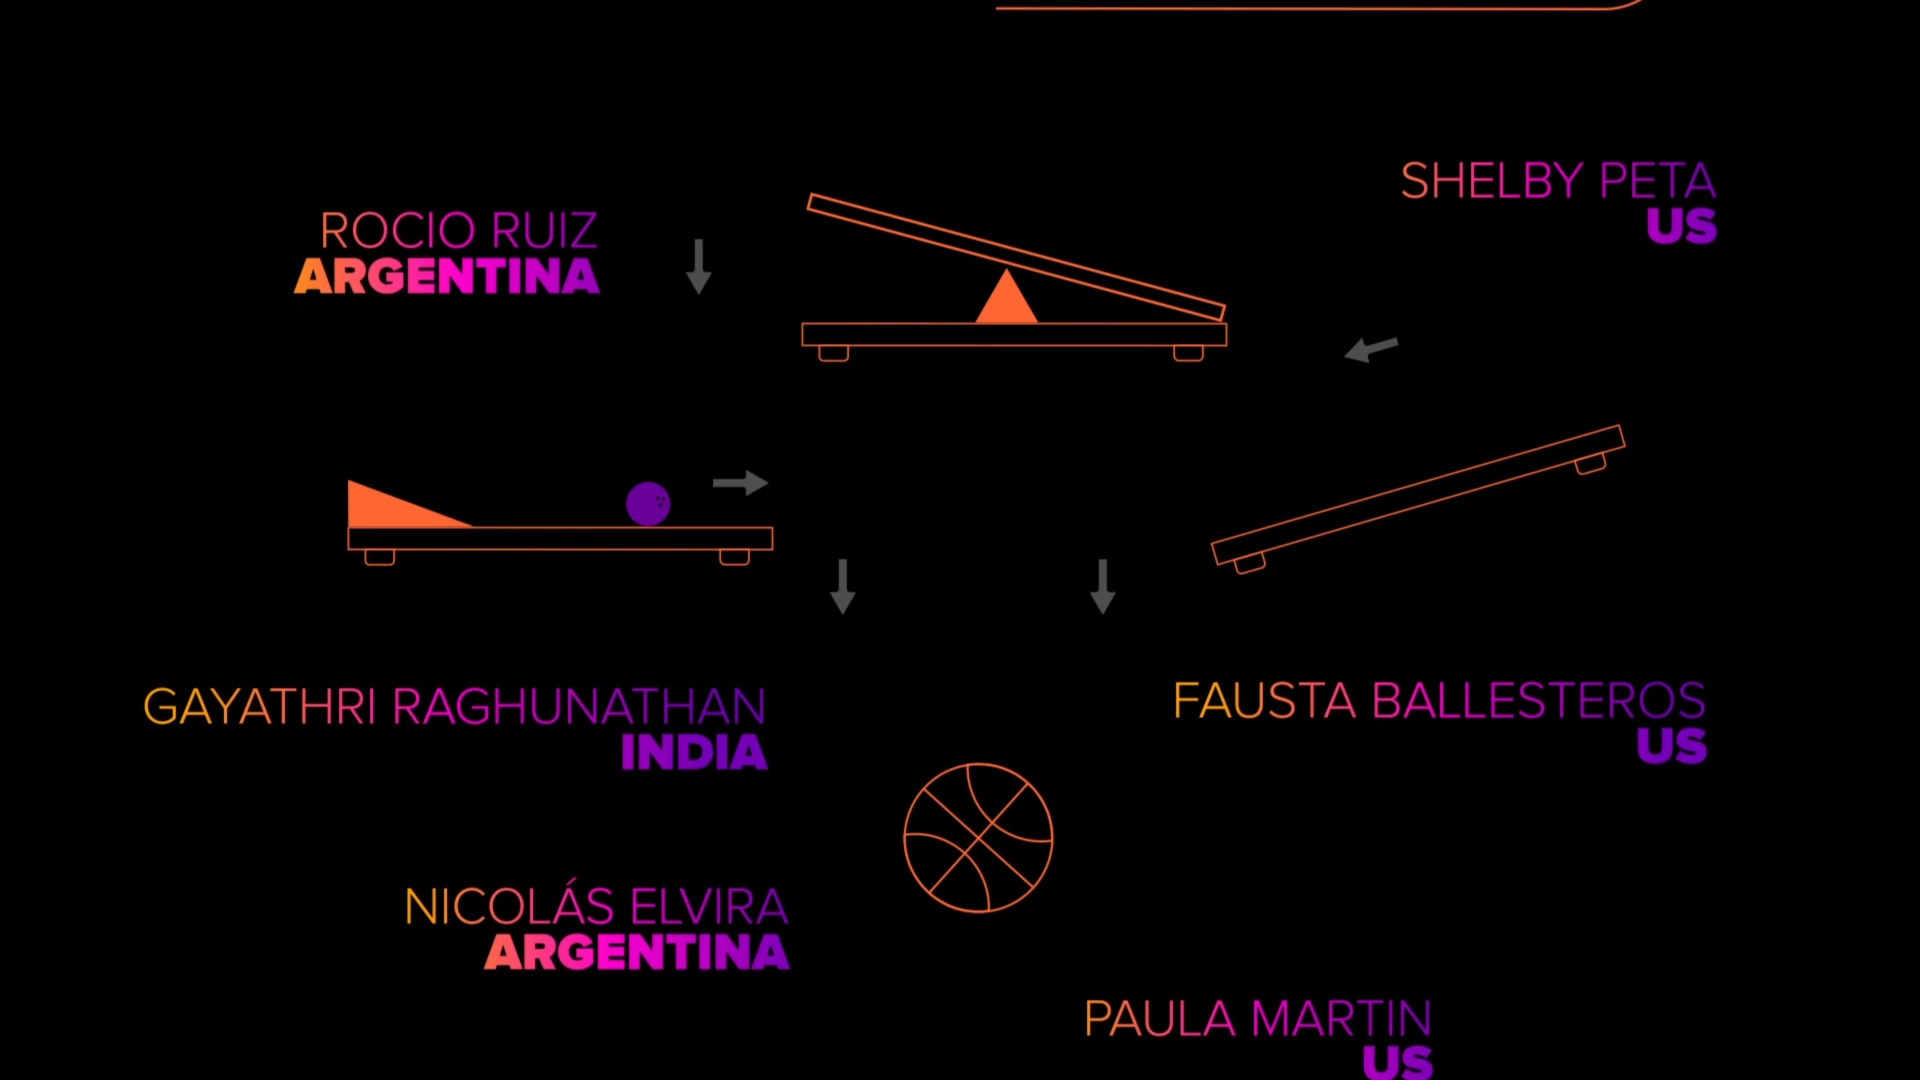 SHELBY PETA
US
ROCIO RUIZ
ARGENTINA
GAYATHRI RAGHUNATHAN
INDIA
FAUSTA BALLESTEROS
US
NICOLÁS ELVIRA
ARGENTINA
PAULA MARTIN
US